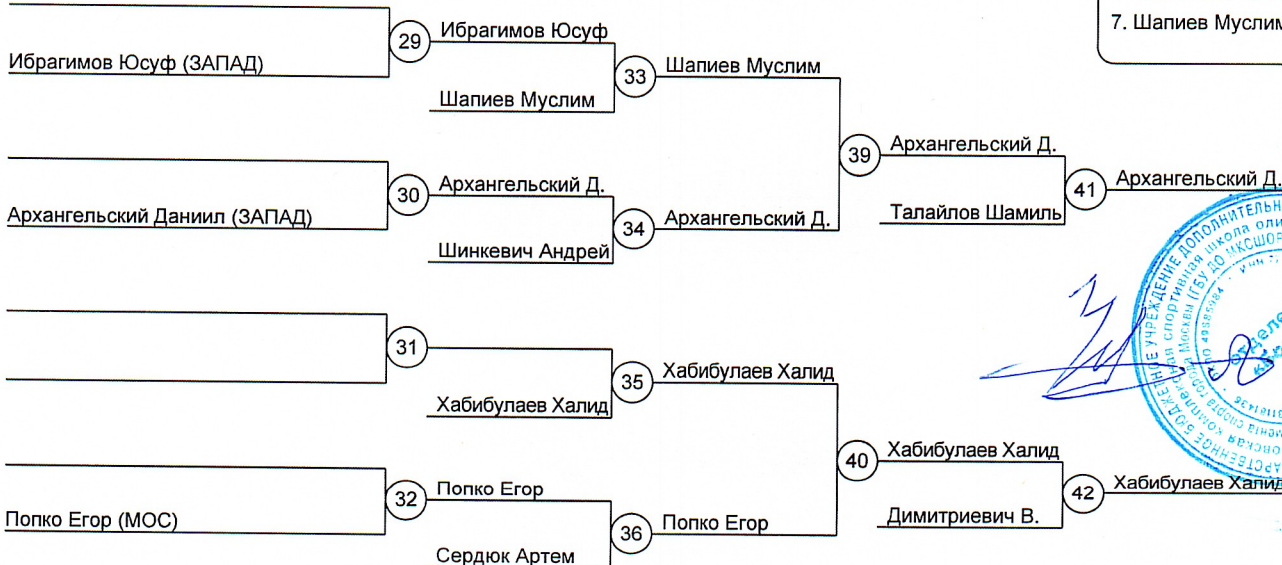 7. Шапиев Муслим
29
Ибрагимов Юсуф
Ибрагимов Юсуф (ЗАПАД)
33
Шапиев Муслим
Шапиев Муслим
39
Архангельский Д.
30
Архангельский Д.
41
Архангельский Д.
Архангельский Даниил (ЗАПАД)
34
Архангельский Д.
Талайлов Шамиль
Шинкевич Андрей
31
35
Хабибулаев Халид
Хабибулаев Халид
40
Хабибулаев Халид
32
Попко Егор
42
Хабибулаев Халид
Попко Егор (МОС)
36
Попко Егор
Димитриевич В.
Сердюк Артем